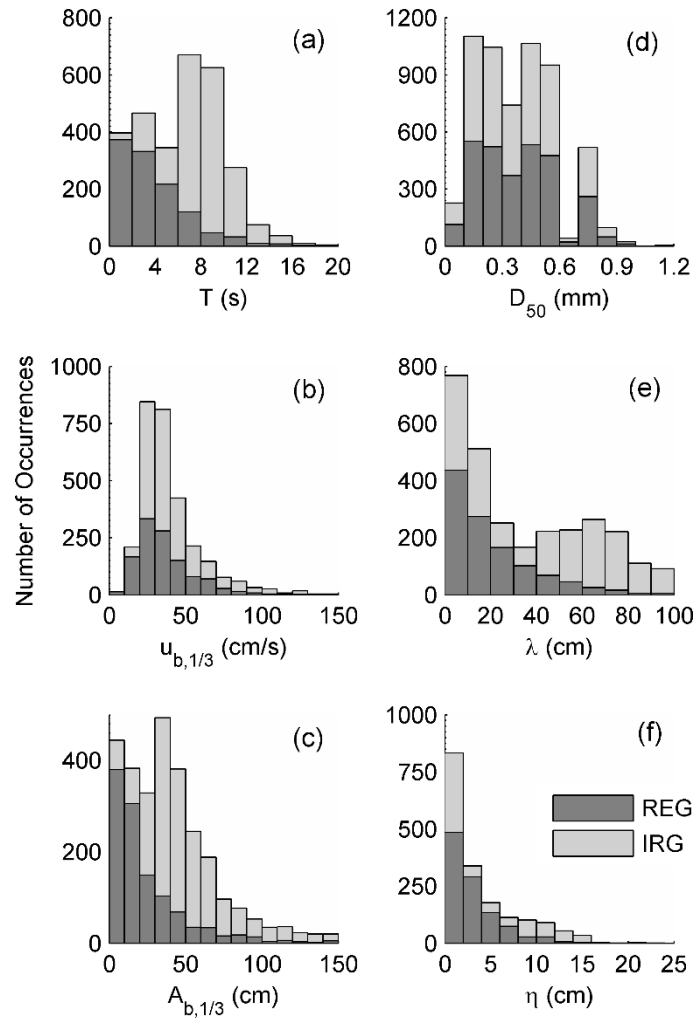 Number of Occurrences
(a)
800
600
400
200
0
0 4 8 12 16 20
T (s)
(d)
1200
900
600
300
0
0 0.3 0.6 0.9 1.2
D50 (mm)
(b)
1000
750
500
250
0
0 50 100 150
ub,1/3 (cm/s)
(e)
800
600
400
200
0
0 20 40 60 80 100
λ (cm)
(c)
400
200
0
0 50 100 150
Ab,1/3 (cm)
(f)
1000
750
500
250
0
0 5 10 15 20 25
η (cm)
REG
IRG